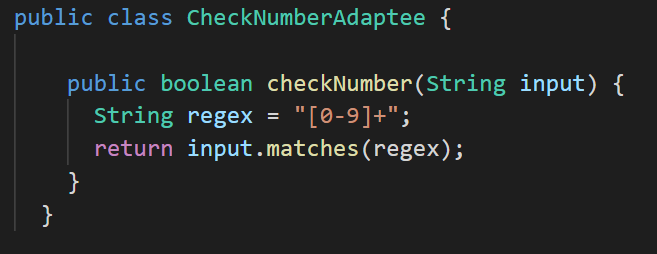 public class CheckNumberAdaptee {
public boolean checkNumber(String input) {
String regex = "[0-9]+";
return input.matches(regex);
}
}